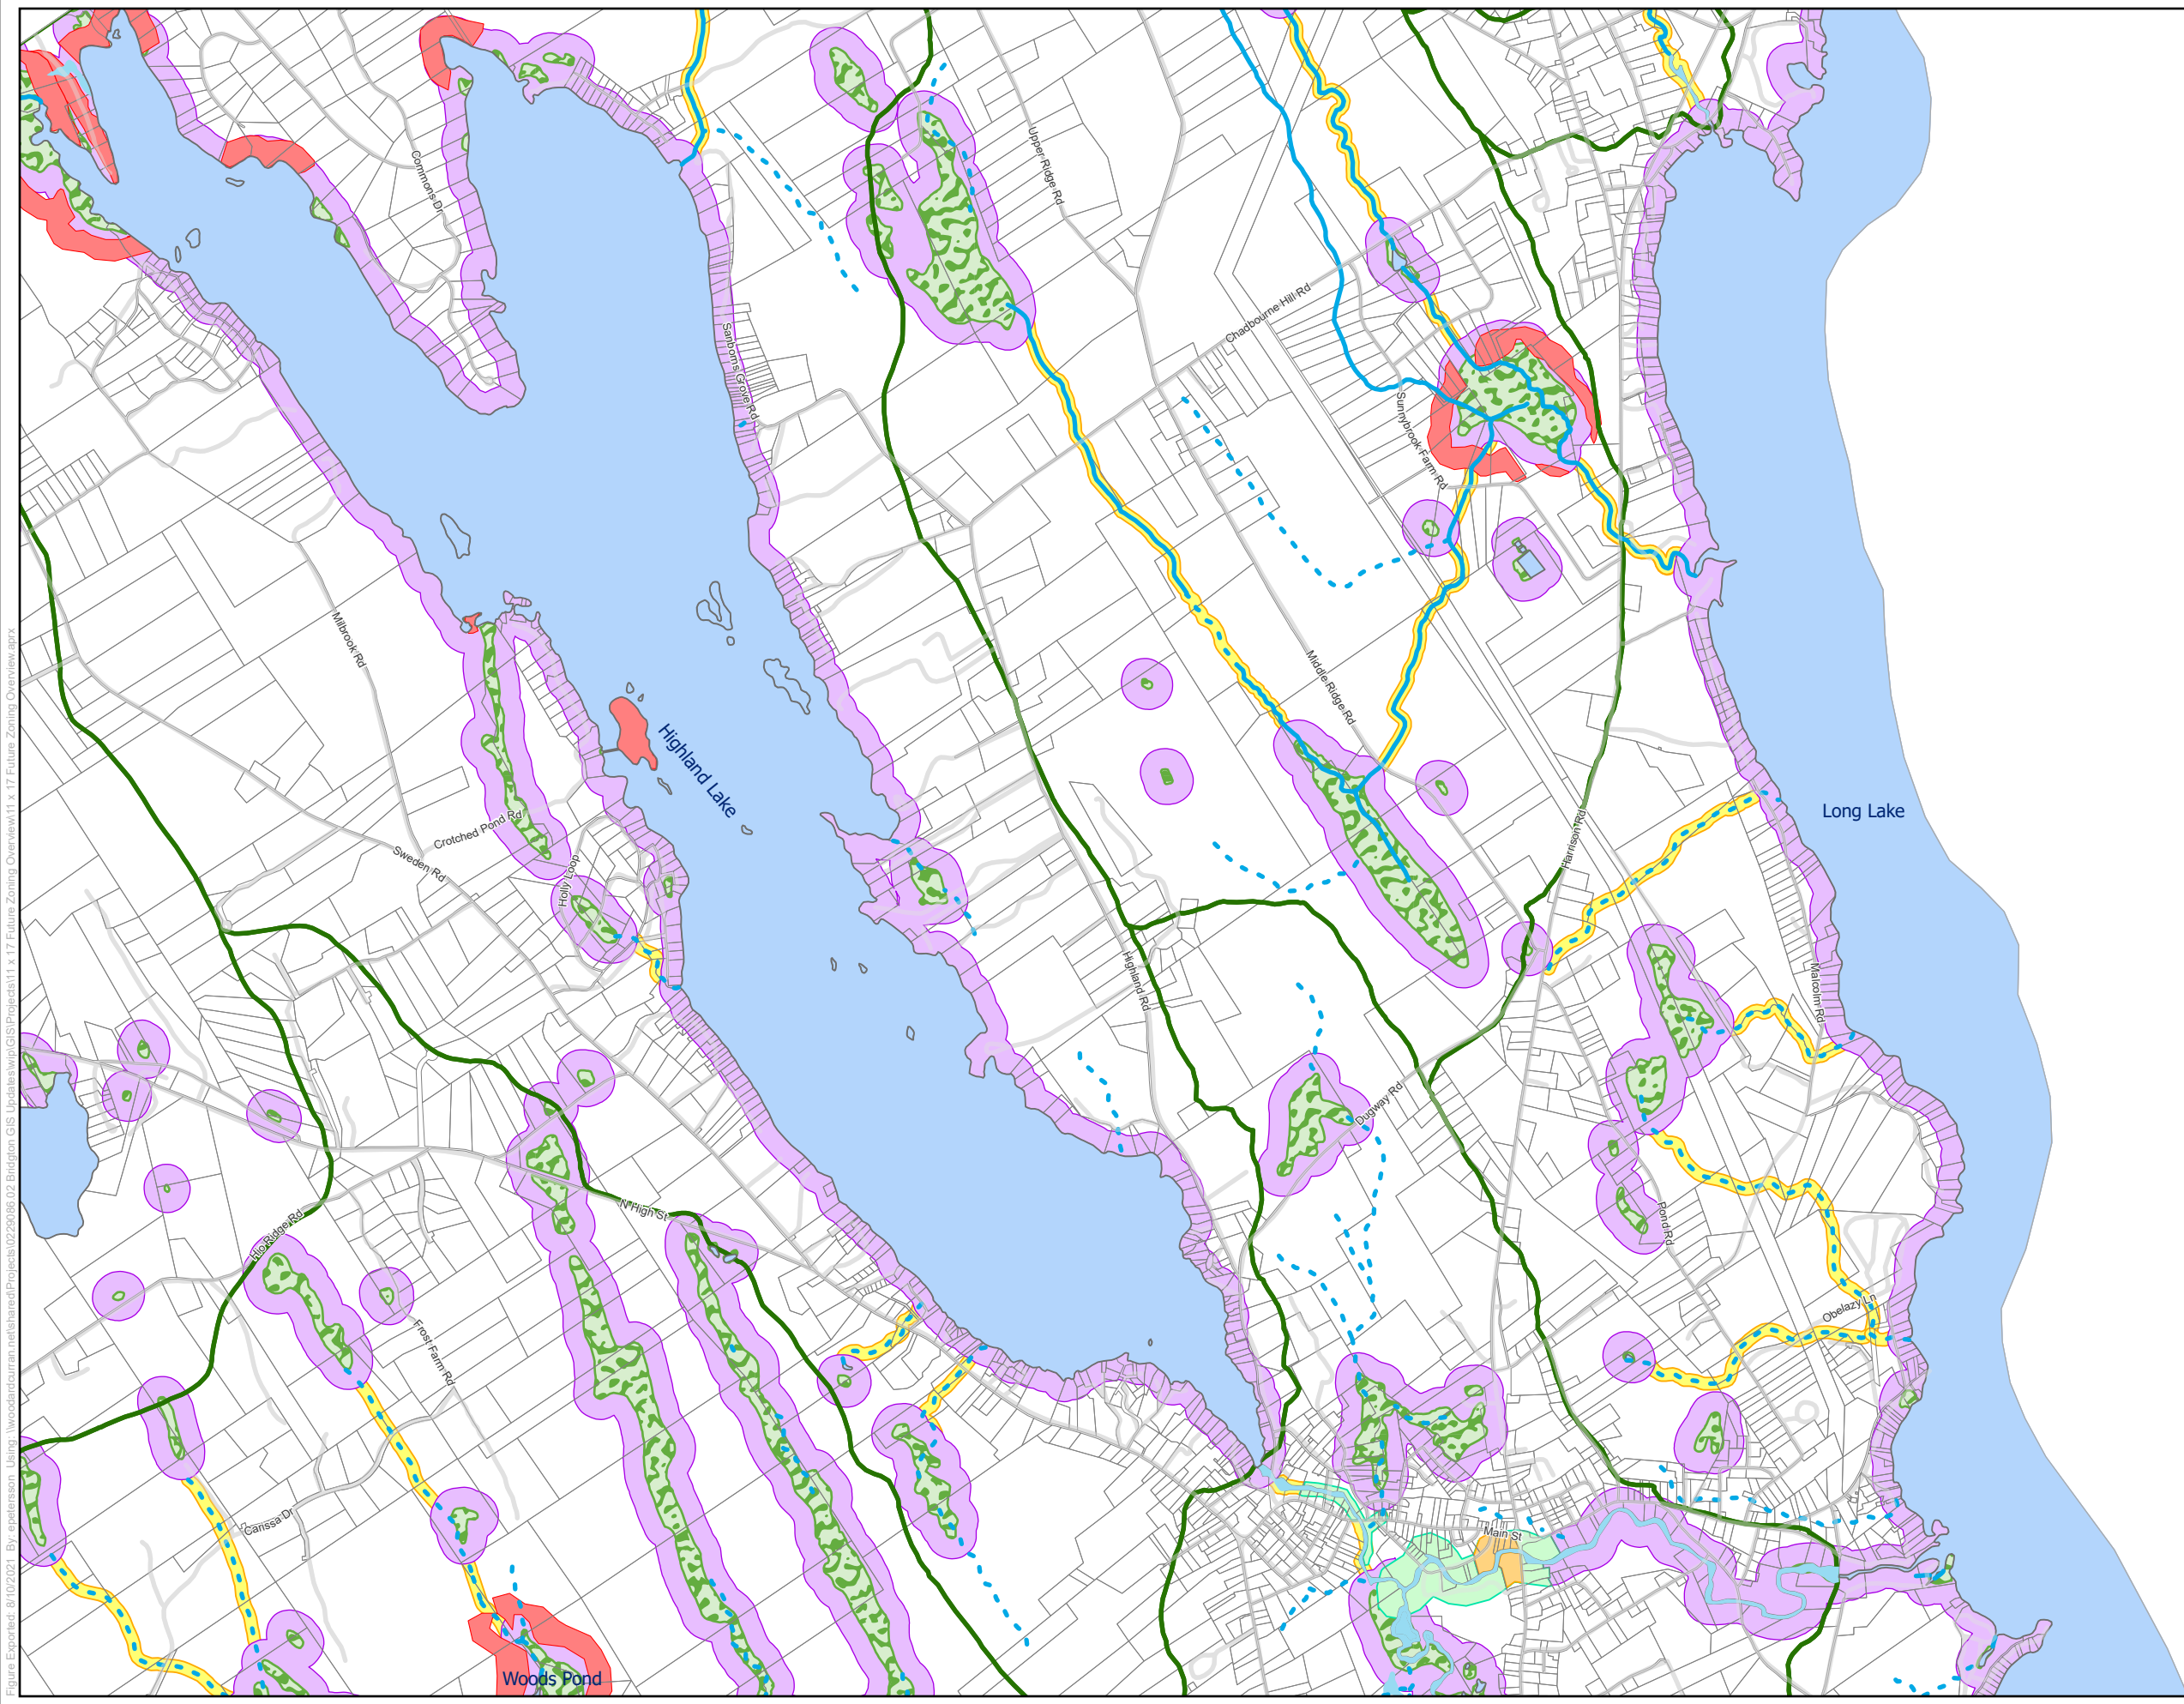 Commons Dr
Upper Ridge Rd
Chadbourne Hill Rd
Sanborns Grove Rd
Sunnybrook Farm Rd
Milbrook Rd
Middle Ridge Rd
Highland Lake
Long Lake
Crotched Pond Rd
Sweden Rd
Harrison Rd
Holly Loop
Highland Rd
Malcolm Rd
Dugway Rd
N High St
Hio Ridge Rd
Pond Rd
Obelazy Ln
Frost Farm Rd
Carissa Dr
Main St
Woods Pond
Figure Exported: 8/10/2021 By: epetersson Using: \\woodardcurran.net\shared\Projects\0229086.02 Bridgton GIS Updates\wip\GIS\Projects\11 x 17 Future Zoning Overview\11 x 17 Future Zoning Overview.aprx